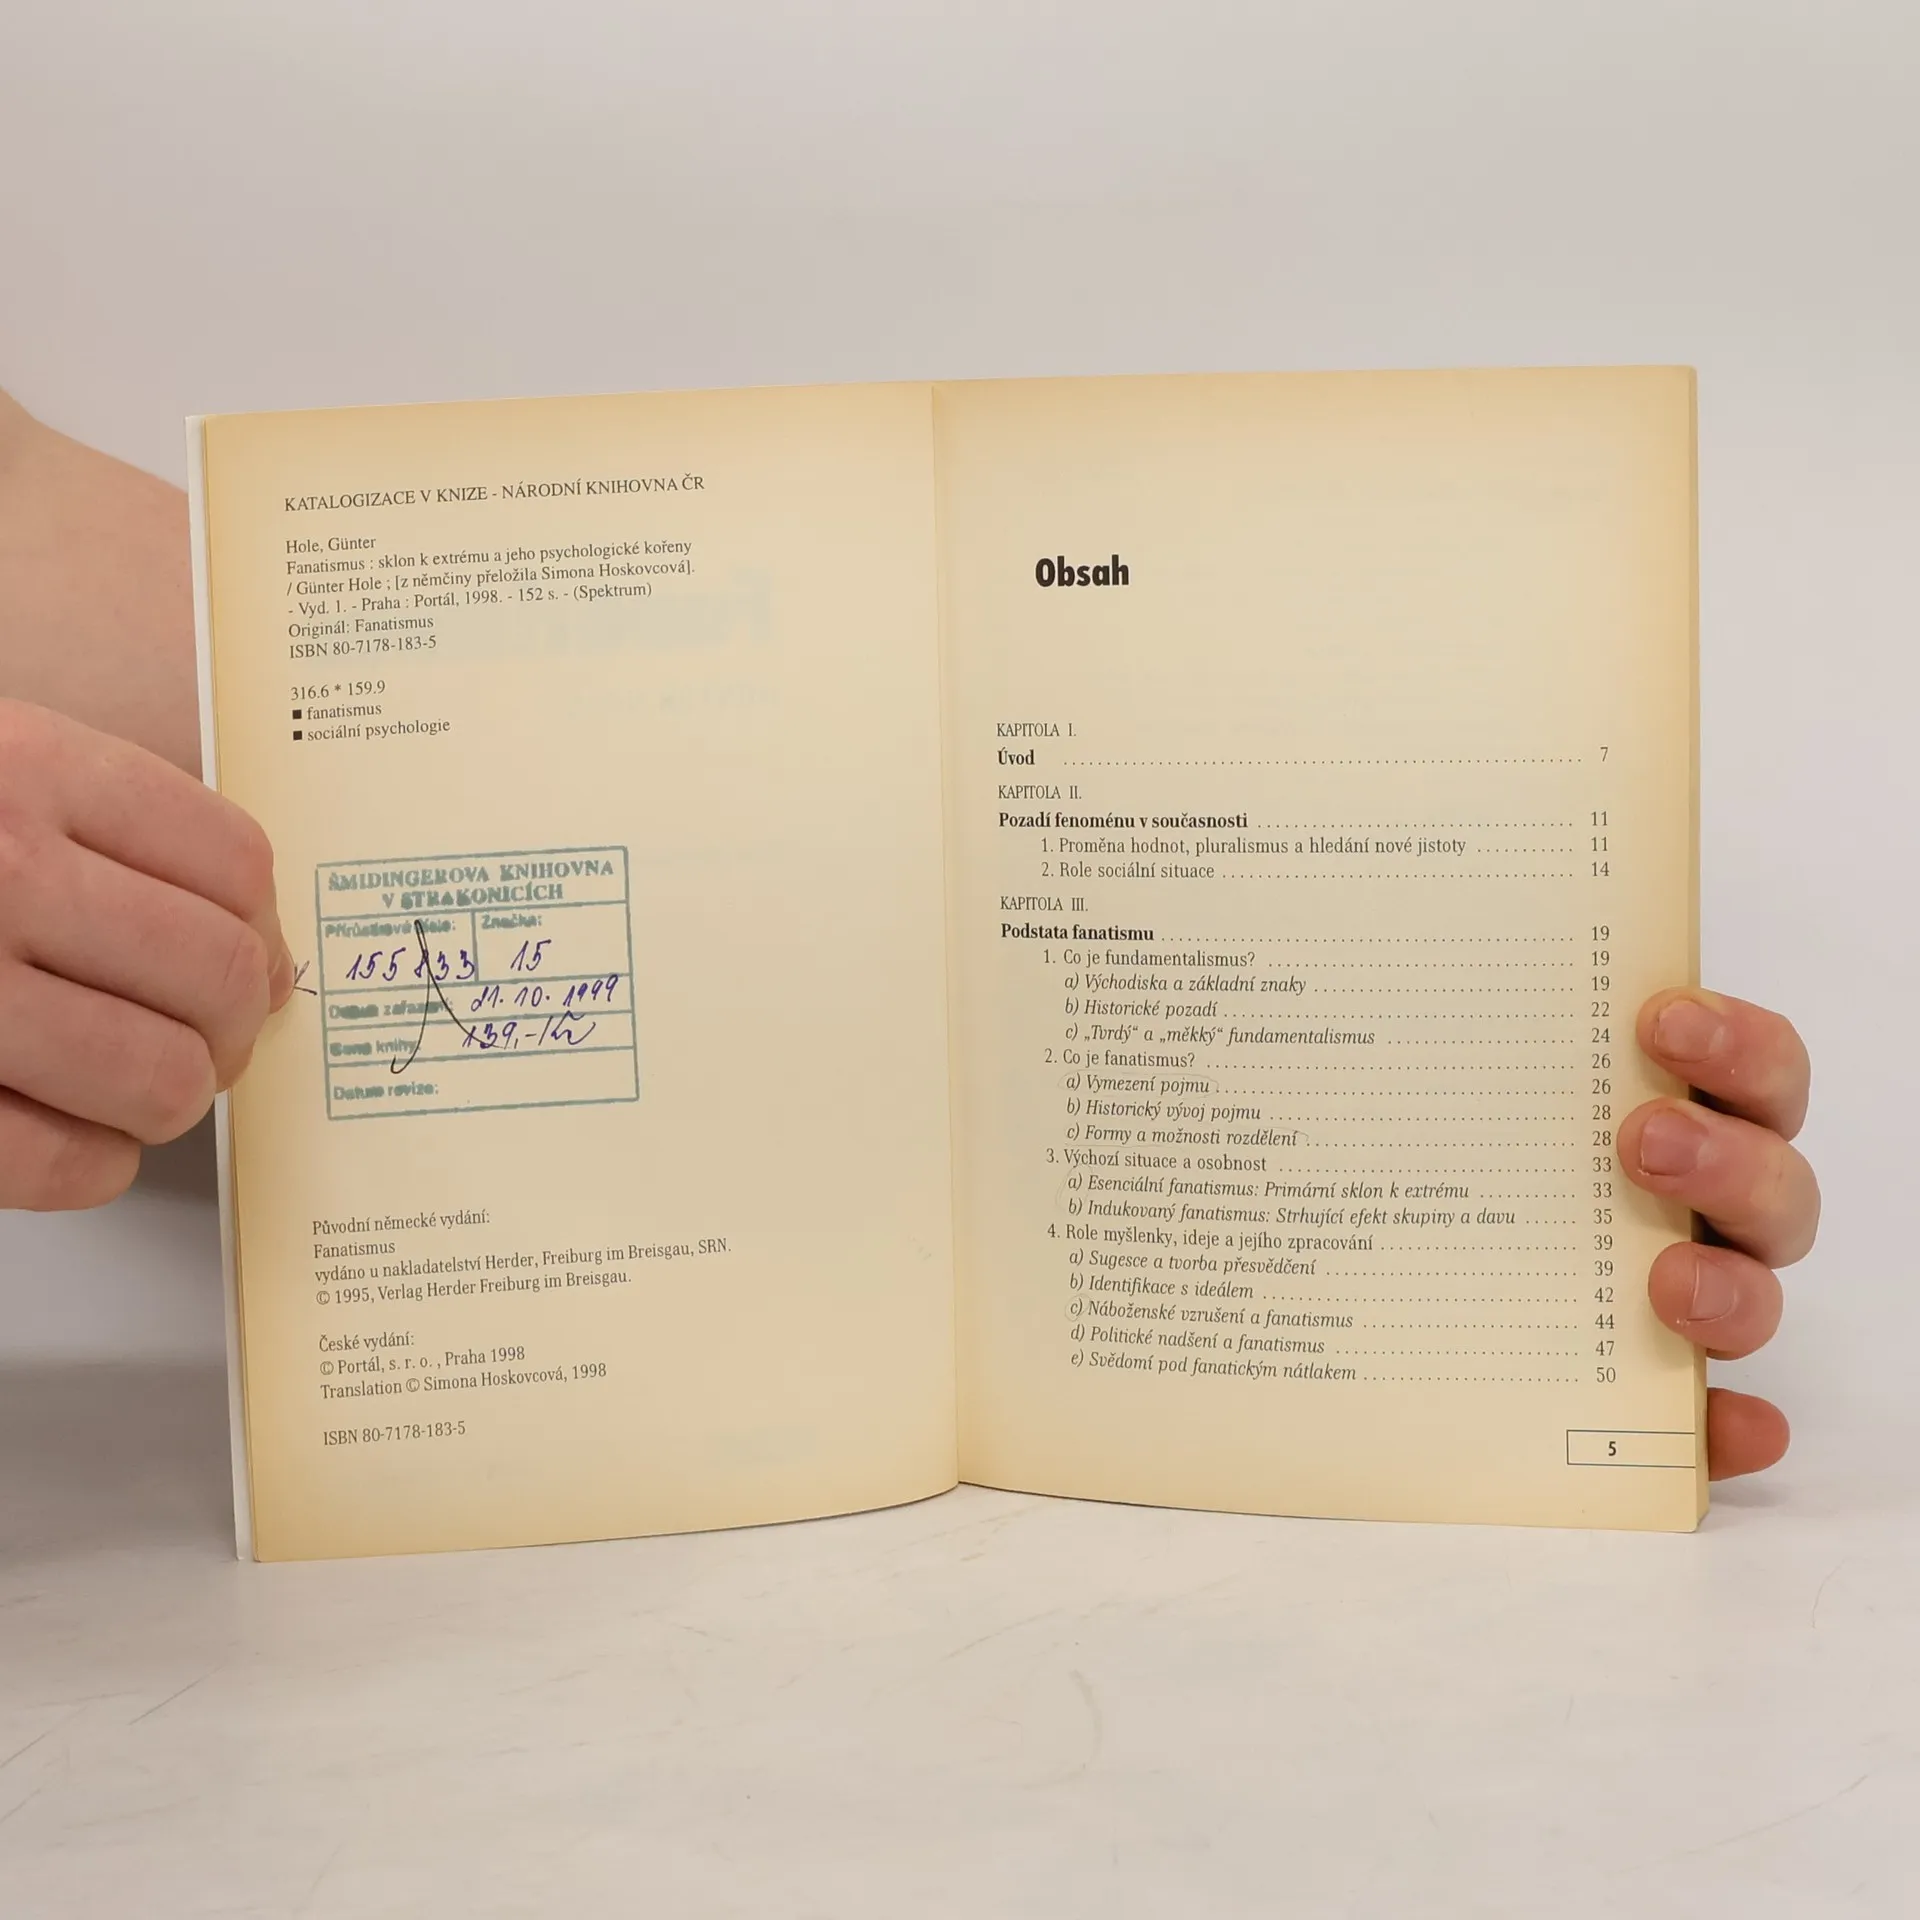 KATALOGIZACE V KNIZE - NÁRODNÍ KNIHOVNA ČR
Hole, Günter
Fanatismus : sklon k extrému a jeho psychologické kořeny
/ Günter Hole ; [z němčiny přeložila Simona Hoskovcová].
- Vyd. 1. - Praha : Portál, 1998. - 152 s. - (Spektrum)
Originál: Fanatismus
ISBN 80-7178-183-5
316.6 * 159.9
■ fanatismus
■ sociální psychologie
ŠMIDINGEROVA KNIHOVNA
V STRAKONICÍCH
Přírůstkové číslo: Značka:
15
Datum zařazení: 21. 10. 1999
Cena knihy: 139,- Kč
Datum revize:
Původní německé vydání:
Fanatismus
vydáno u nakladatelství Herder, Freiburg im Breisgau, SRN.
© 1995, Verlag Herder Freiburg im Breisgau.
České vydání:
© Portál, s. r. o. , Praha 1998
Translation © Simona Hoskovcová, 1998
ISBN 80-7178-183-5
Obsah
KAPITOLA I.
Úvod ........ 7
KAPITOLA II.
Pozadí fenoménu v současnosti ........ 11
1. Proměna hodnot, pluralismus a hledání nové jistoty ........ 11
2. Role sociální situace ........ 14
KAPITOLA III.
Podstata fanatismu ........ 19
1. Co je fundamentalismus? ........ 19
a) Východiska a základní znaky ........ 19
b) Historické pozadí ........ 22
c) „Tvrdý“ a „měkký“ fundamentalismus ........ 24
2. Co je fanatismus? ........ 26
a) Vymezení pojmu ........ 26
b) Historický vývoj pojmu ........ 28
c) Formy a možnosti rozdělení ........ 28
3. Výchozí situace a osobnost ........ 33
a) Esenciální fanatismus: Primární sklon k extrému ........ 33
b) Indukovaný fanatismus: Strhující efekt skupiny a davu ...... 35
4. Role myšlenky, ideje a jejího zpracování ........ 39
a) Sugesce a tvorba přesvědčení ........ 39
b) Identifikace s ideálem ........ 42
c) Náboženské vzrušení a fanatismus ........ 44
d) Politické nadšení a fanatismus ........ 47
e) Svědomí pod fanatickým nátlakem ........ 50
5